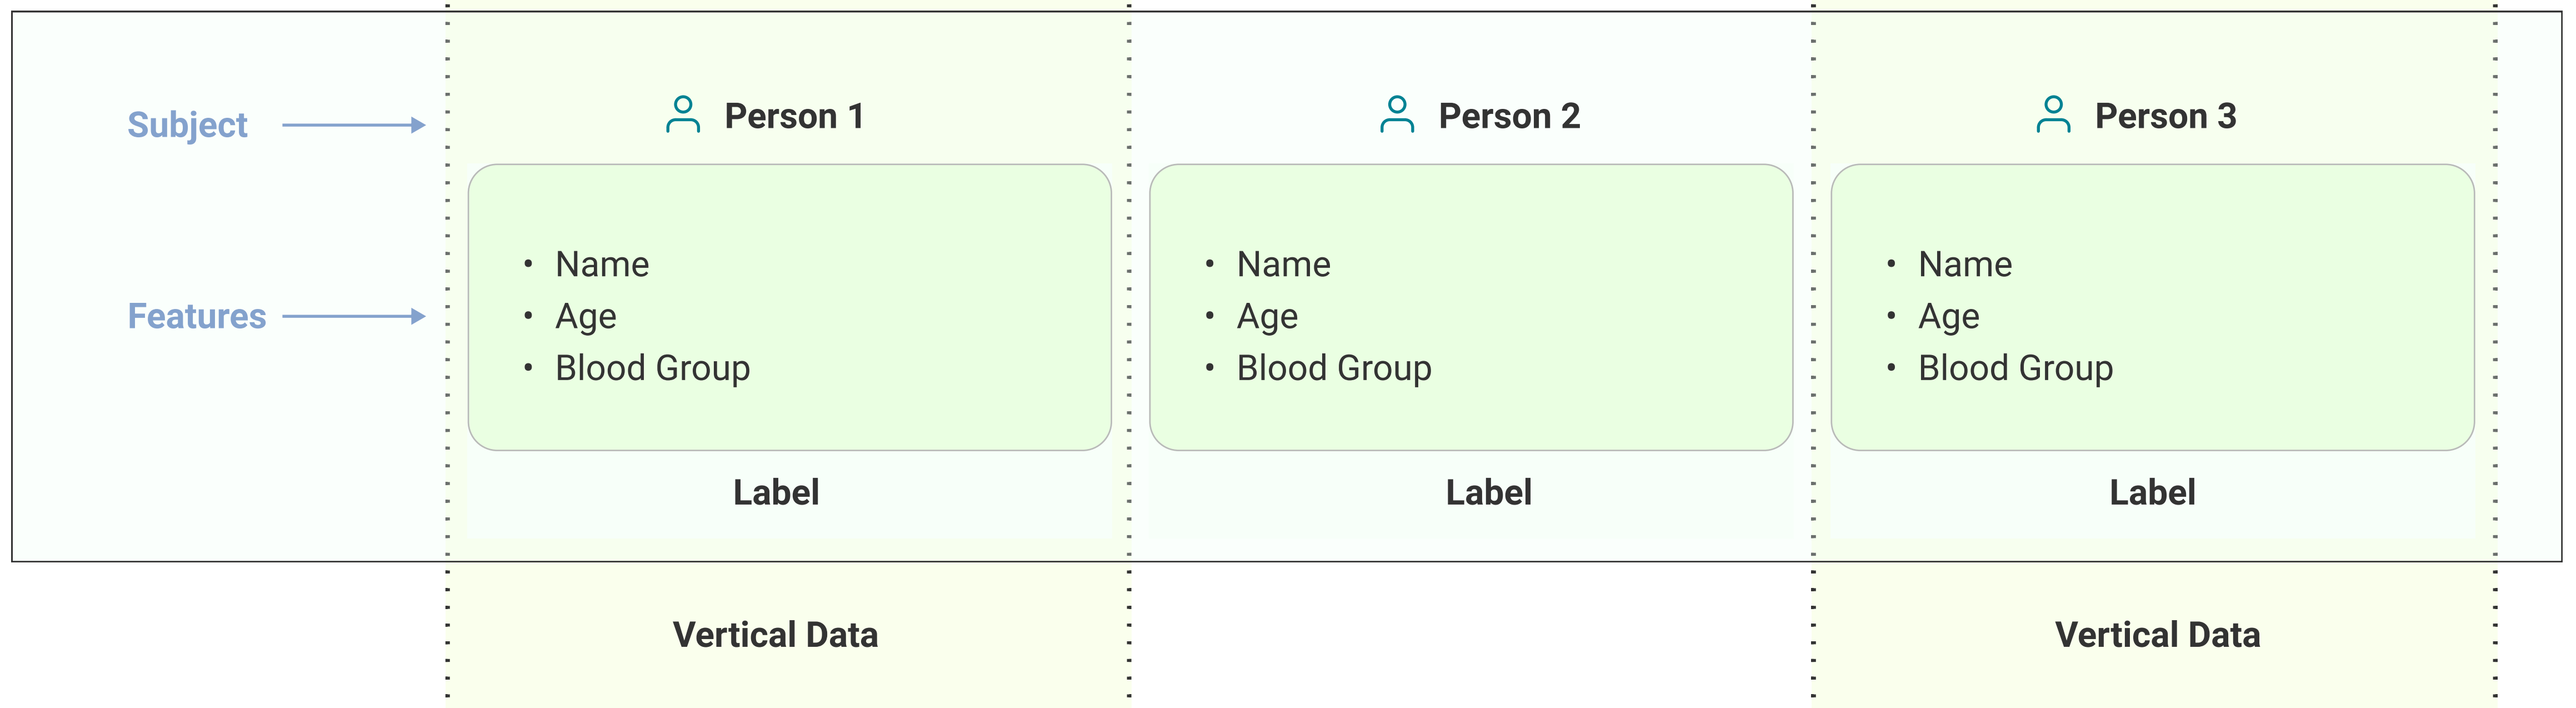 Subject
Person 1
Person 2
Person 3
Features
• Name
• Age
• Blood Group
• Name
• Age
• Blood Group
• Name
• Age
• Blood Group
Label
Label
Label
Vertical Data
Vertical Data